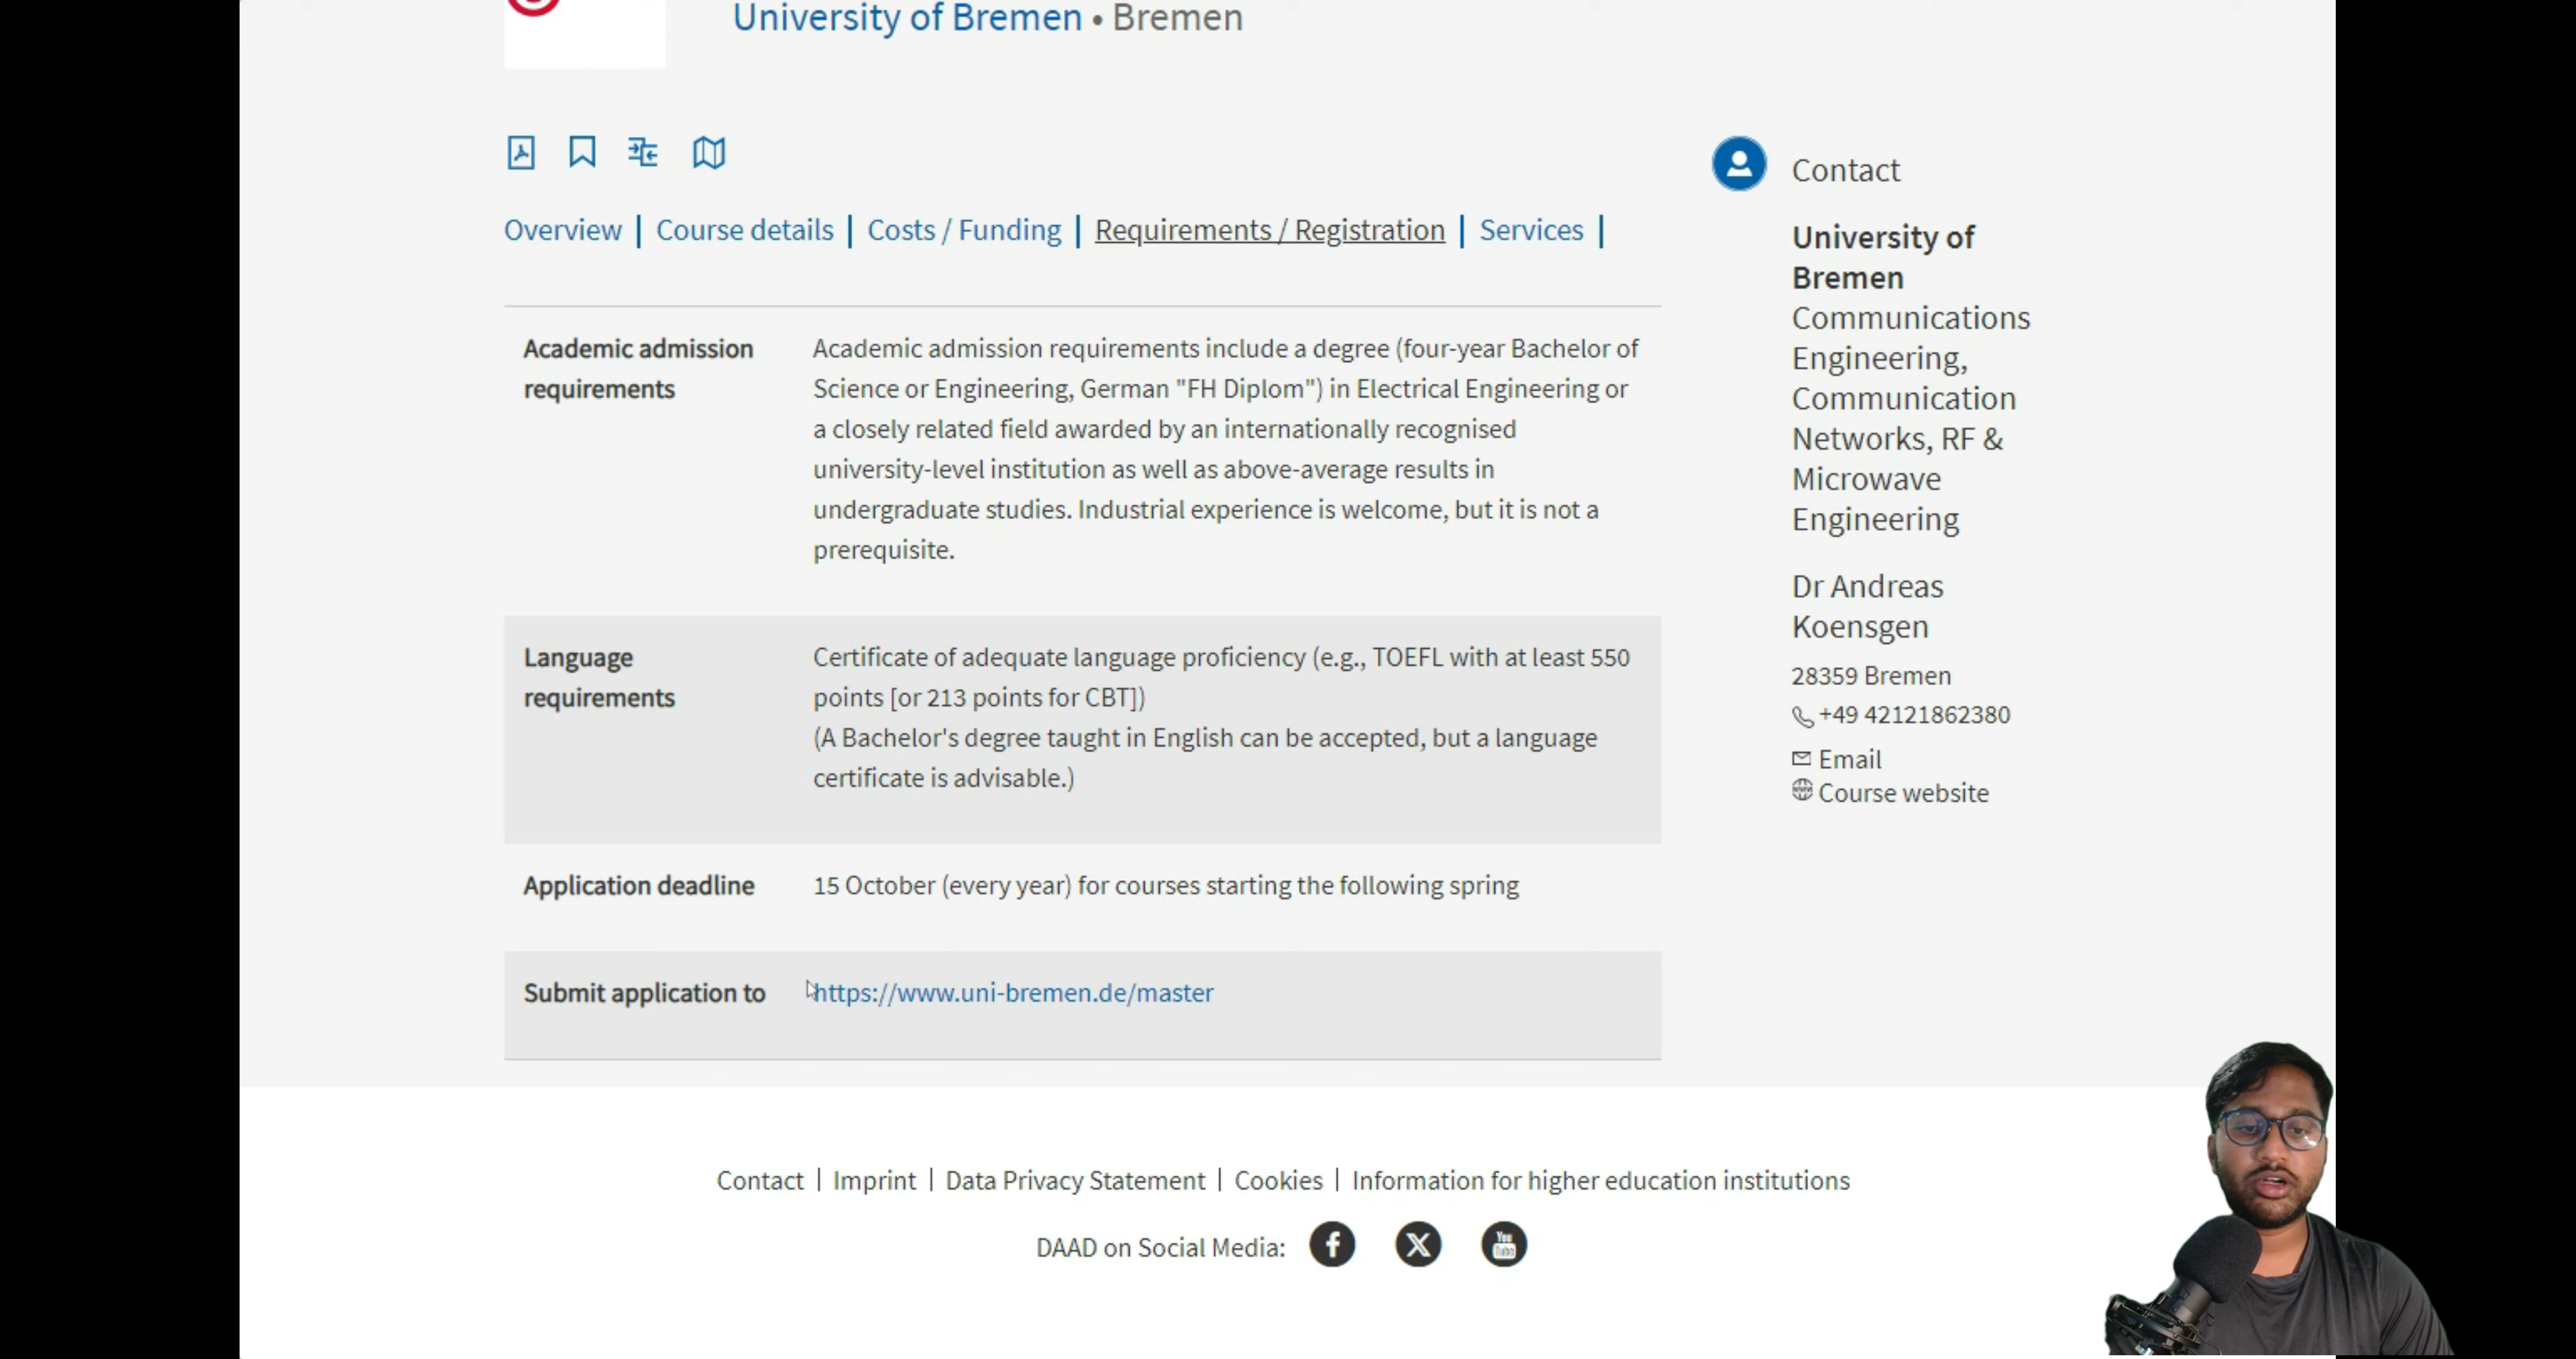 University of Bremen • Bremen
Overview | Course details | Costs / Funding | Requirements / Registration | Services |
Academic admission requirements
Academic admission requirements include a degree (four-year Bachelor of
Science or Engineering, German "FH Diplom") in Electrical Engineering or
a closely related field awarded by an internationally recognised
university-level institution as well as above-average results in
undergraduate studies. Industrial experience is welcome, but it is not a
prerequisite.
Language
requirements
Certificate of adequate language proficiency (e.g., TOEFL with at least 550
points [or 213 points for CBT])
(A Bachelor's degree taught in English can be accepted, but a language
certificate is advisable.)
Application deadline
15 October (every year) for courses starting the following spring
Submit application to
https://www.uni-bremen.de/master
Contact
University of
Bremen
Communications
Engineering,
Communication
Networks, RF &
Microwave
Engineering
Dr Andreas
Koensgen
28359 Bremen
+49 42121862380
Email
Course website
Contact | Imprint | Data Privacy Statement | Cookies | Information for higher education institutions
DAAD on Social Media:
You
Tube